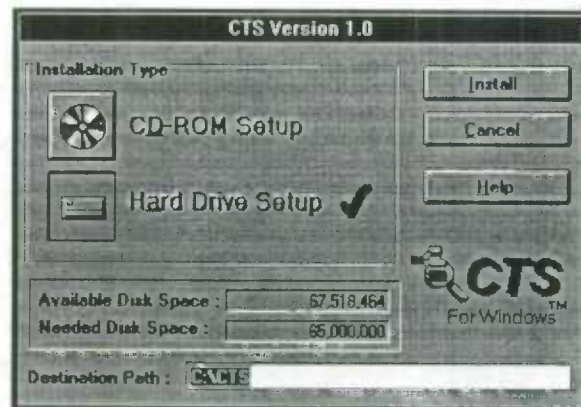 CTS Version 1.0
Installation Type
CD-ROM Setup
Hard Drive Setup
Install
Cancel
Help
Available Disk Space : 67,518,464
Needed Disk Space : 65,000,000
CTS
TM
For Windows
Destination Path : C:\CTS